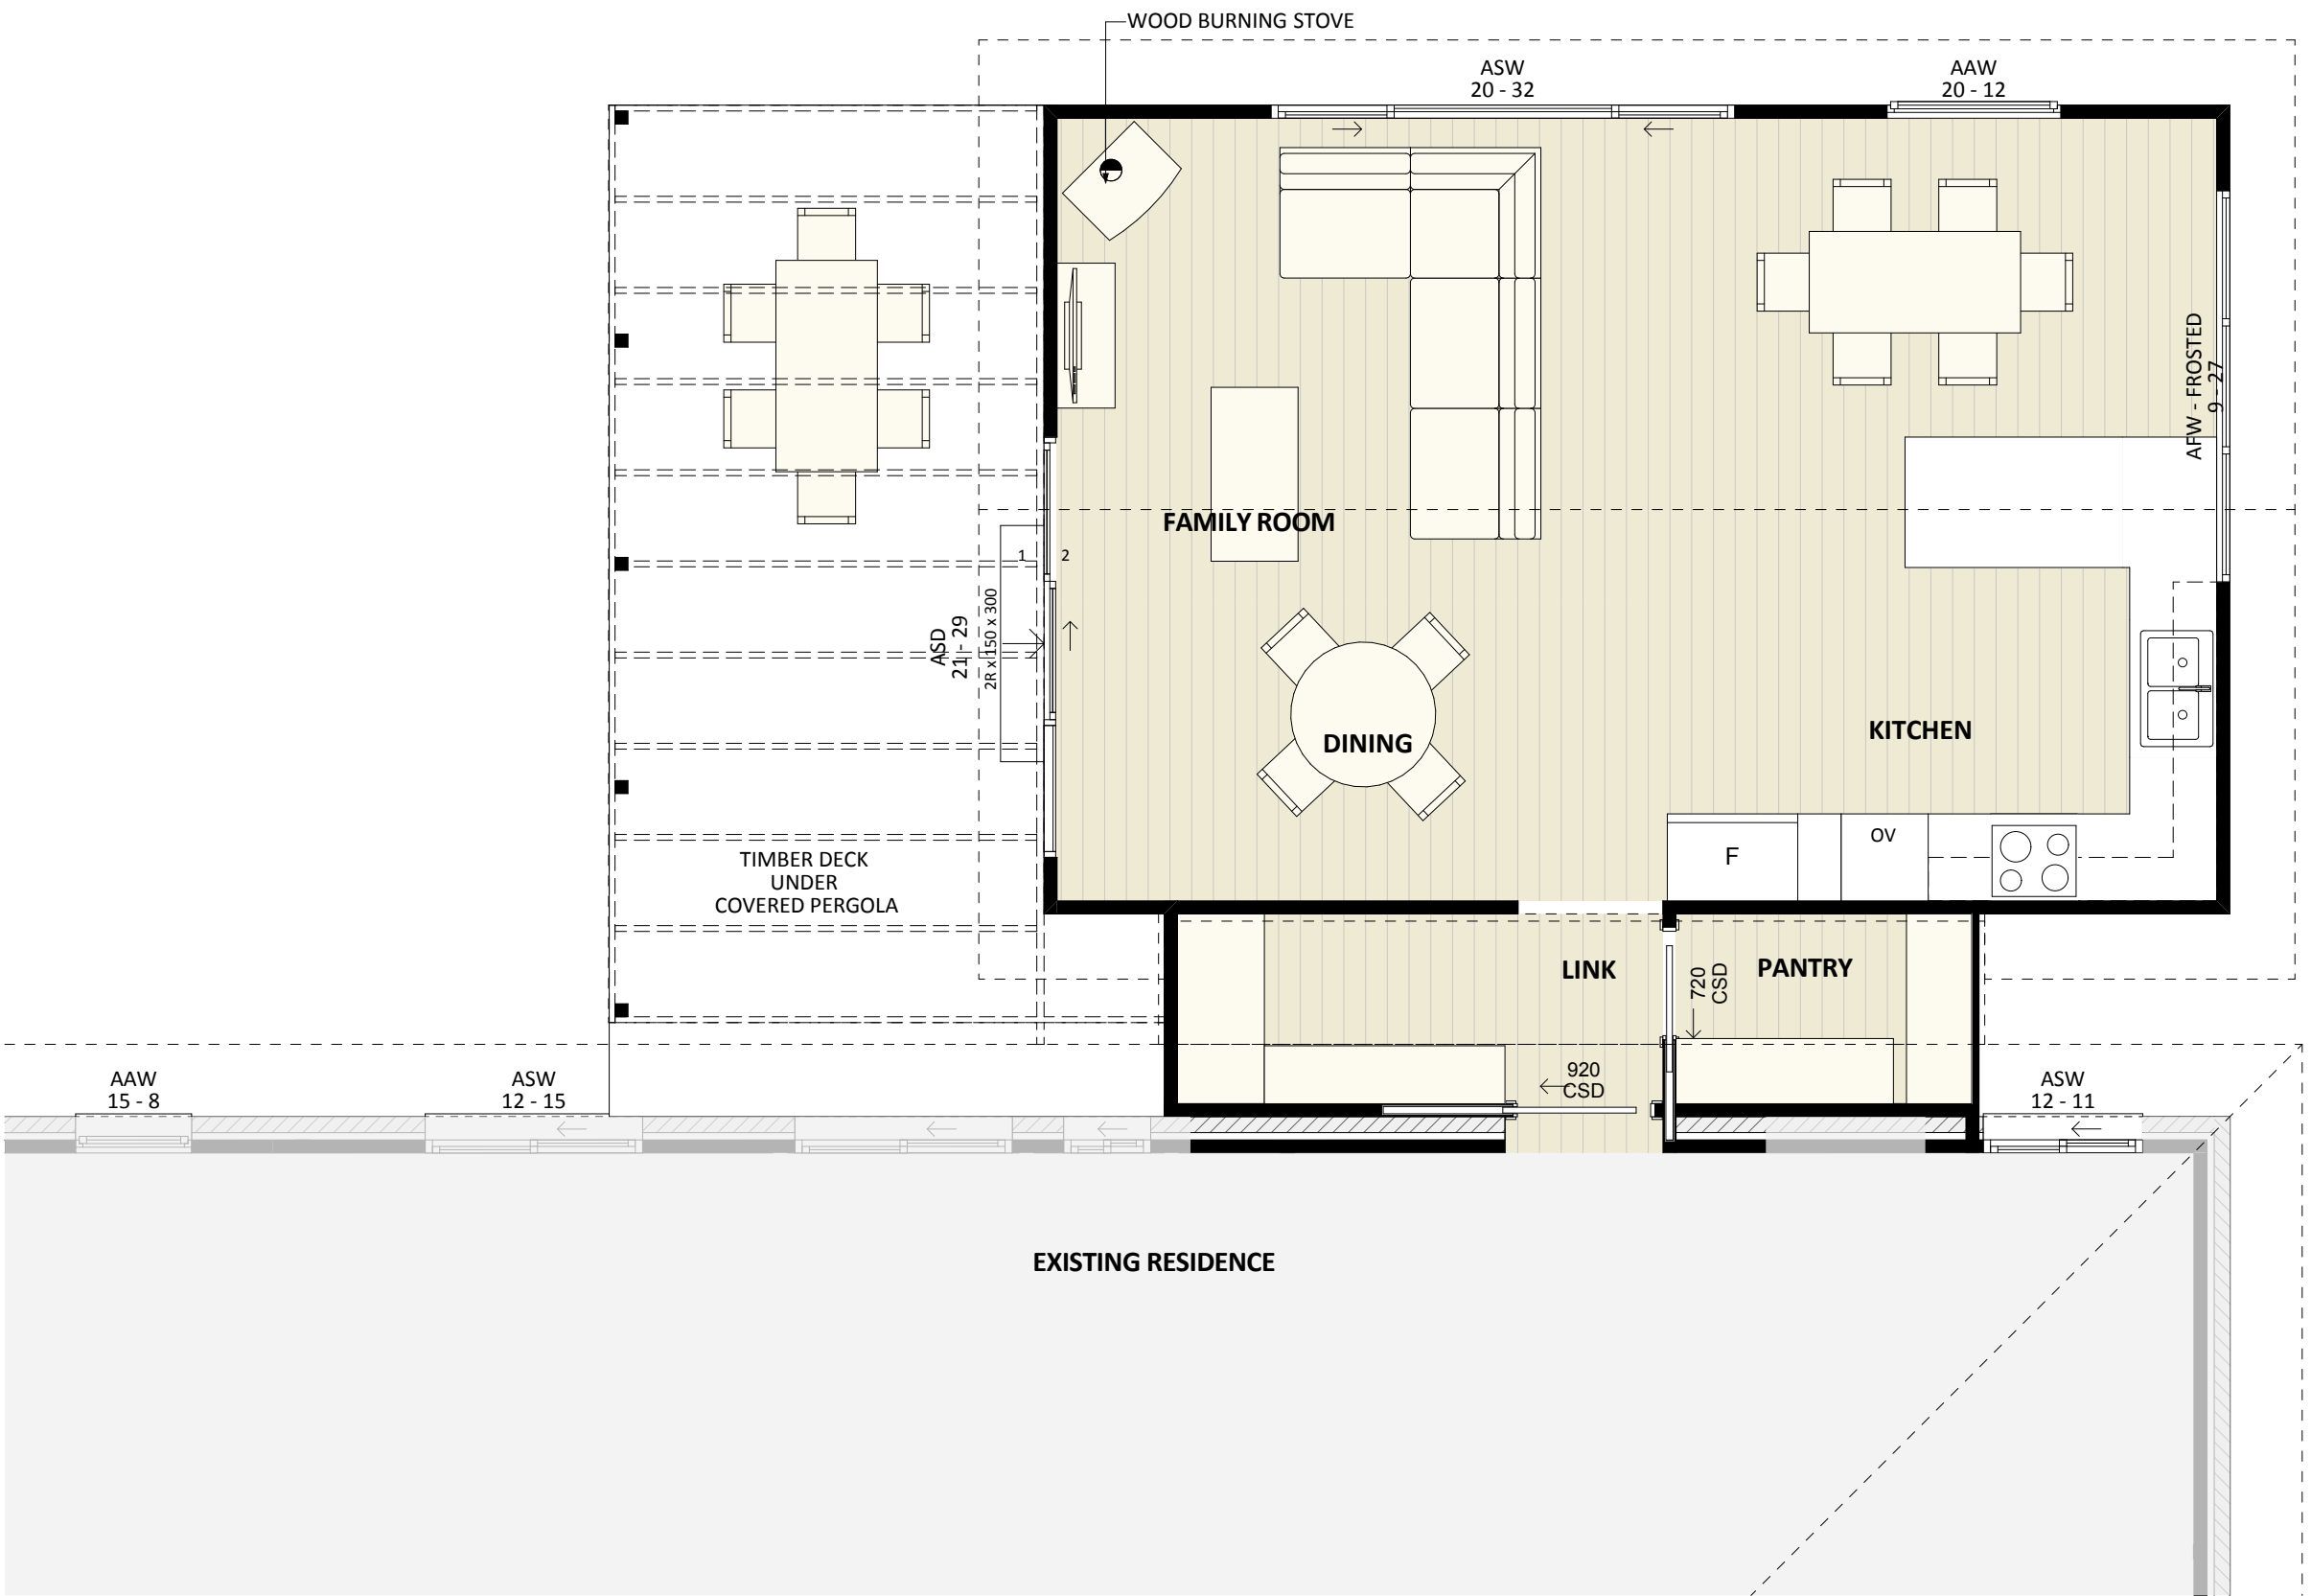 WOOD BURNING STOVE
ASW
20 - 32
AAW
20 - 12
AFW - FROSTED
9 - 27
FAMILY ROOM
1
2
ASD
21 - 29
2R x 150 x 300
DINING
KITCHEN
OV
F
TIMBER DECK
UNDER
COVERED PERGOLA
LINK
PANTRY
720
CSD
920
CSD
AAW
15 - 8
ASW
12 - 15
ASW
12 - 11
EXISTING RESIDENCE